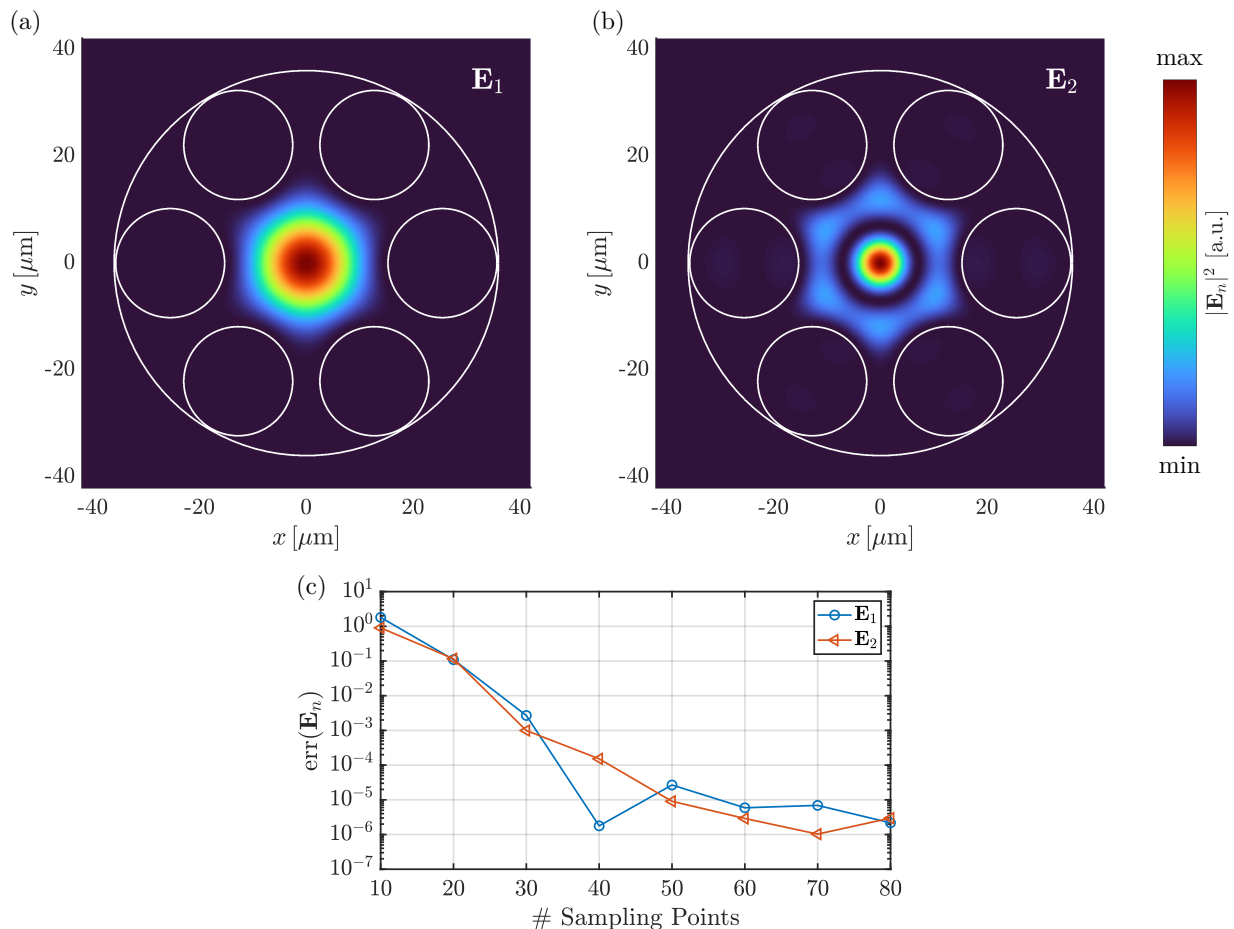 (a)
(b)
E₁
E₂
max
min
|Eₙ|² [a.u.]
40
20
0
-20
-40
y [μm]
-40 -20 0 20 40
x [μm]
40
20
0
-20
-40
y [μm]
-40 -20 0 20 40
x [μm]
(c)
10¹
10⁰
10⁻¹
10⁻²
10⁻³
10⁻⁴
10⁻⁵
10⁻⁶
10⁻⁷
err(Eₙ)
E₁
E₂
10 20 30 40 50 60 70 80
# Sampling Points